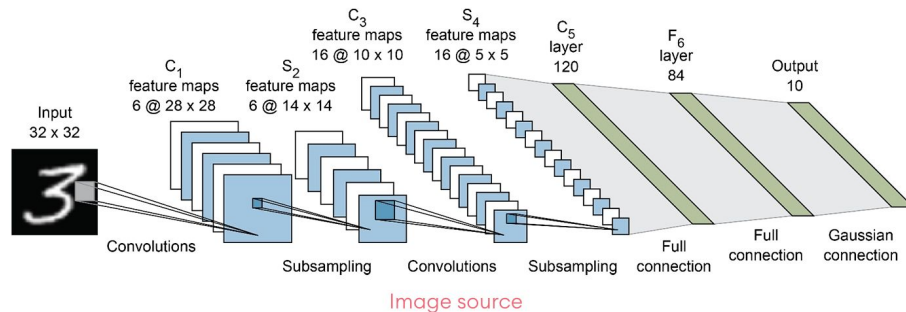 Input
32 x 32
C1
feature maps
6 @ 28 x 28
S2
feature maps
6 @ 14 x 14
C3
feature maps
16 @ 10 x 10
S4
feature maps
16 @ 5 x 5
C5
layer
120
F6
layer
84
Output
10
Convolutions
Subsampling
Convolutions
Subsampling
Full
connection
Full
connection
Gaussian
connection
Image source